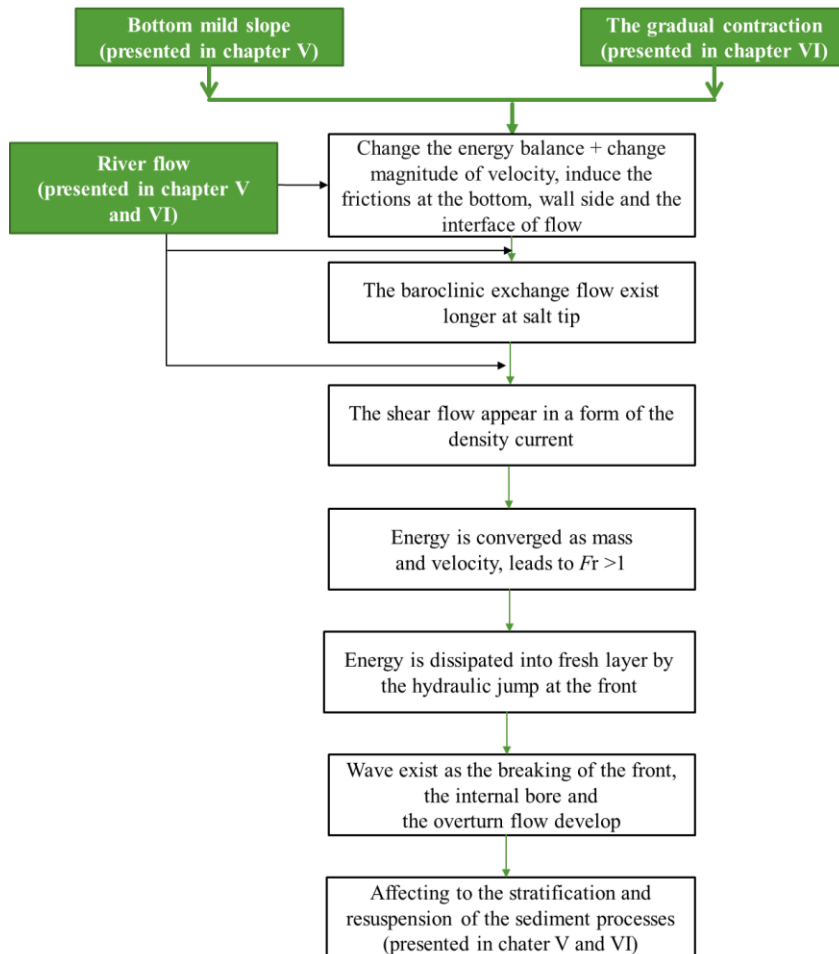 Bottom mild slope
(presented in chapter V)
The gradual contraction
(presented in chapter VI)
River flow
(presented in chapter V
and VI)
Change the energy balance + change
magnitude of velocity, induce the
frictions at the bottom, wall side and the
interface of flow
The baroclinic exchange flow exist
longer at salt tip
The shear flow appear in a form of the
density current
Energy is converged as mass
and velocity, leads to Fr >1
Energy is dissipated into fresh layer by
the hydraulic jump at the front
Wave exist as the breaking of the front,
the internal bore and
the overturn flow develop
Affecting to the stratification and
resuspension of the sediment processes
(presented in chater V and VI)